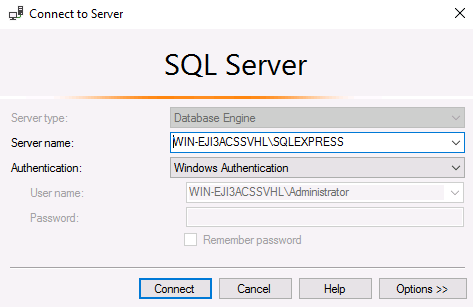 Connect to Server
SQL Server
Server type: Database Engine
Server name: WIN-EJI3ACSSVHL\SQLEXPRESS
Authentication: Windows Authentication
User name: WIN-EJI3ACSSVHL\Administrator
Password:
Remember password
Connect Cancel Help Options >>